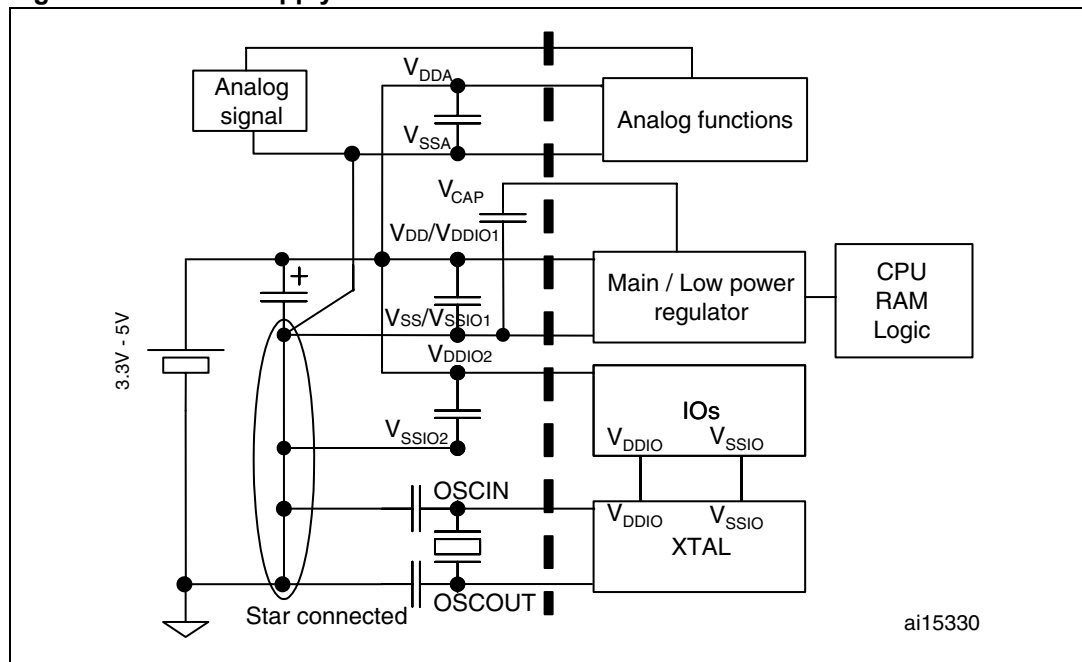 Analog
signal
VDDA
VSSA
Analog functions
VCAP
VDD/VDDIO1
+
Main / Low power
regulator
CPU
RAM
Logic
VSS/VSSIO1
3.3V - 5V
VDDIO2
IOs
VDDIO VSSIO
VSSIO2
OSCIN
VDDIO VSSIO
XTAL
OSCOUT
Star connected
ai15330